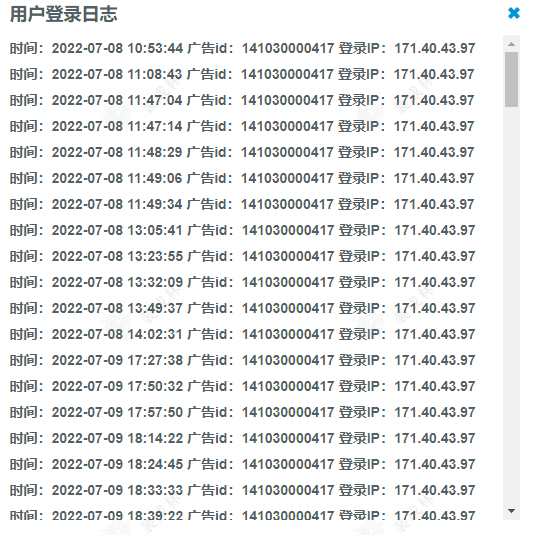 用户登录日志
时间：2022-07-08 10:53:44 广告id：141030000417 登录IP：171.40.43.97
时间：2022-07-08 11:08:43 广告id：141030000417 登录IP：171.40.43.97
时间：2022-07-08 11:47:04 广告id：141030000417 登录IP：171.40.43.97
时间：2022-07-08 11:47:14 广告id：141030000417 登录IP：171.40.43.97
时间：2022-07-08 11:48:29 广告id：141030000417 登录IP：171.40.43.97
时间：2022-07-08 11:49:06 广告id：141030000417 登录IP：171.40.43.97
时间：2022-07-08 11:49:34 广告id：141030000417 登录IP：171.40.43.97
时间：2022-07-08 13:05:41 广告id：141030000417 登录IP：171.40.43.97
时间：2022-07-08 13:23:55 广告id：141030000417 登录IP：171.40.43.97
时间：2022-07-08 13:32:09 广告id：141030000417 登录IP：171.40.43.97
时间：2022-07-08 13:49:37 广告id：141030000417 登录IP：171.40.43.97
时间：2022-07-08 14:02:31 广告id：141030000417 登录IP：171.40.43.97
时间：2022-07-09 17:27:38 广告id：141030000417 登录IP：171.40.43.97
时间：2022-07-09 17:50:32 广告id：141030000417 登录IP：171.40.43.97
时间：2022-07-09 17:57:50 广告id：141030000417 登录IP：171.40.43.97
时间：2022-07-09 18:14:22 广告id：141030000417 登录IP：171.40.43.97
时间：2022-07-09 18:24:45 广告id：141030000417 登录IP：171.40.43.97
时间：2022-07-09 18:33:33 广告id：141030000417 登录IP：171.40.43.97
时间：2022-07-09 18:39:22 广告id：141030000417 登录IP：171.40.43.97